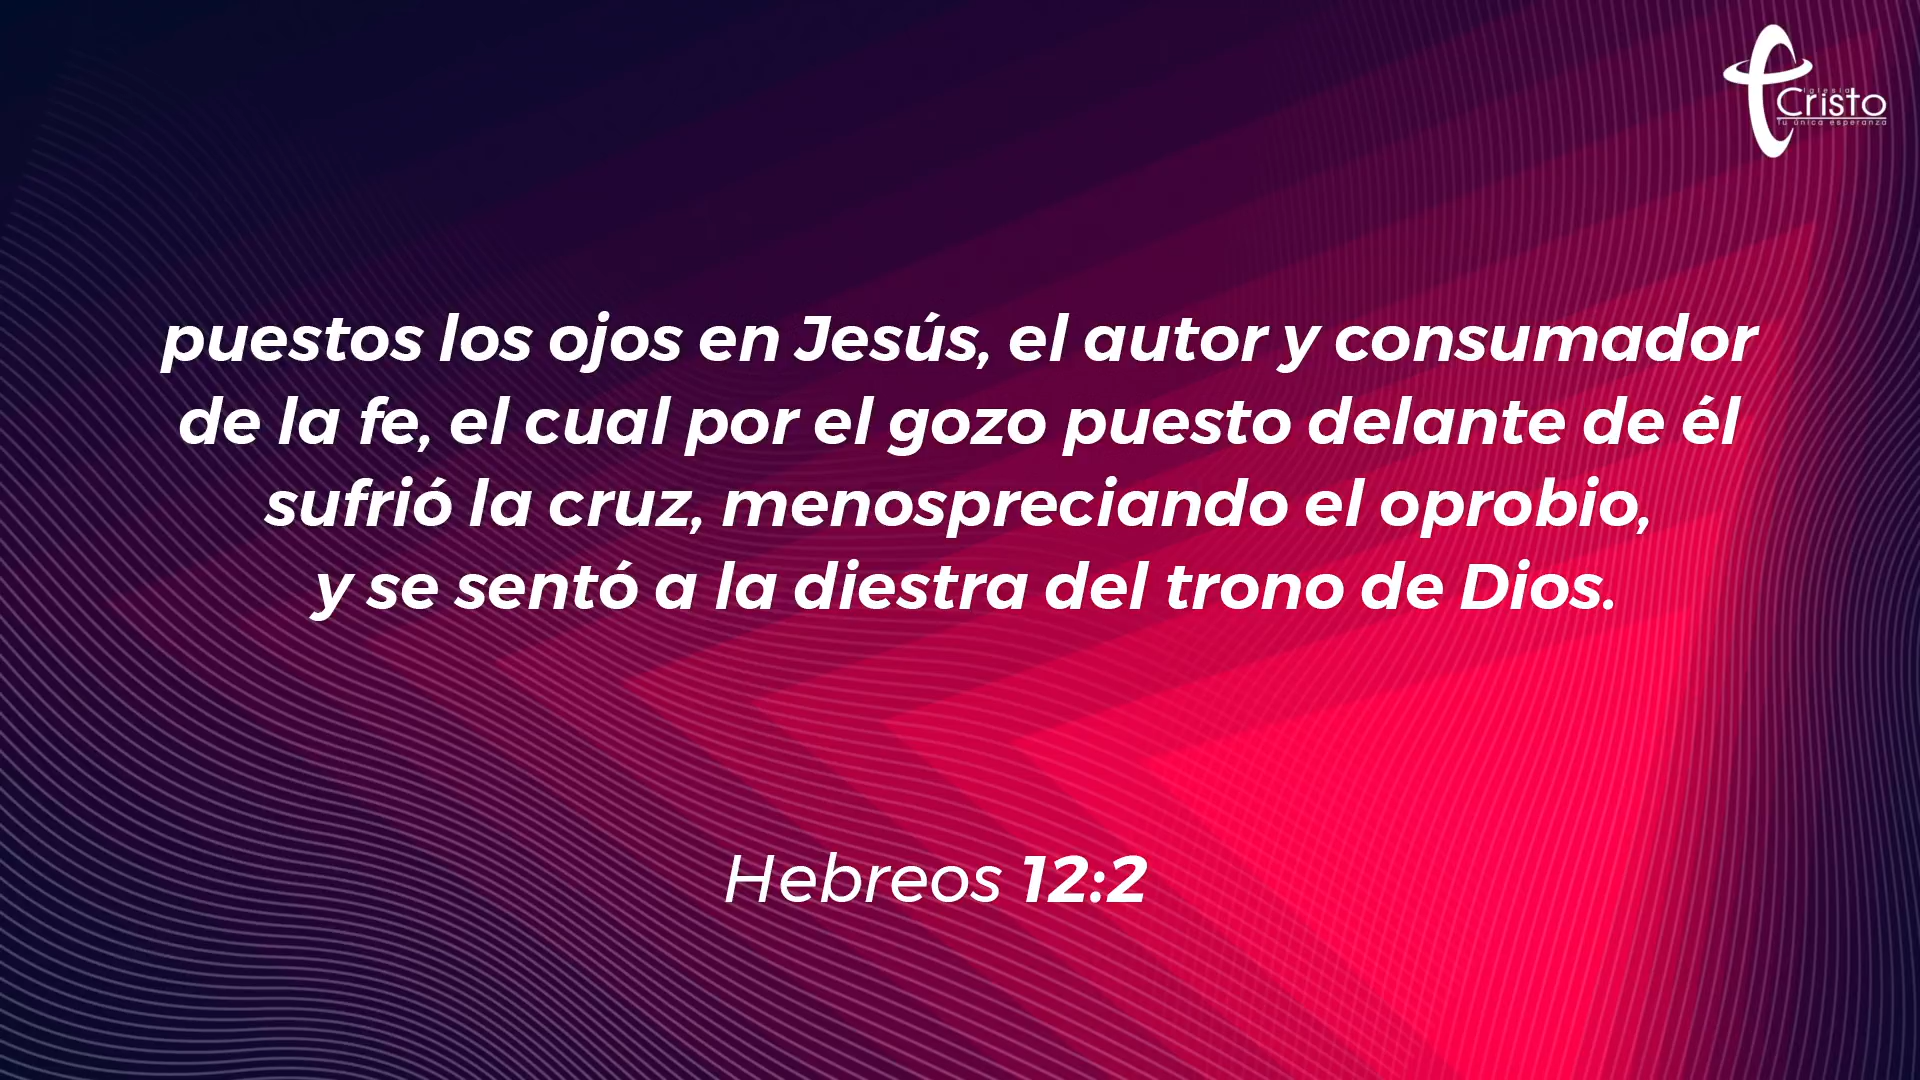 Iglesia
Cristo
Tu única esperanza
puestos los ojos en Jesús, el autor y consumador
de la fe, el cual por el gozo puesto delante de él
sufrió la cruz, menospreciando el oprobio,
y se sentó a la diestra del trono de Dios.
Hebreos 12:2